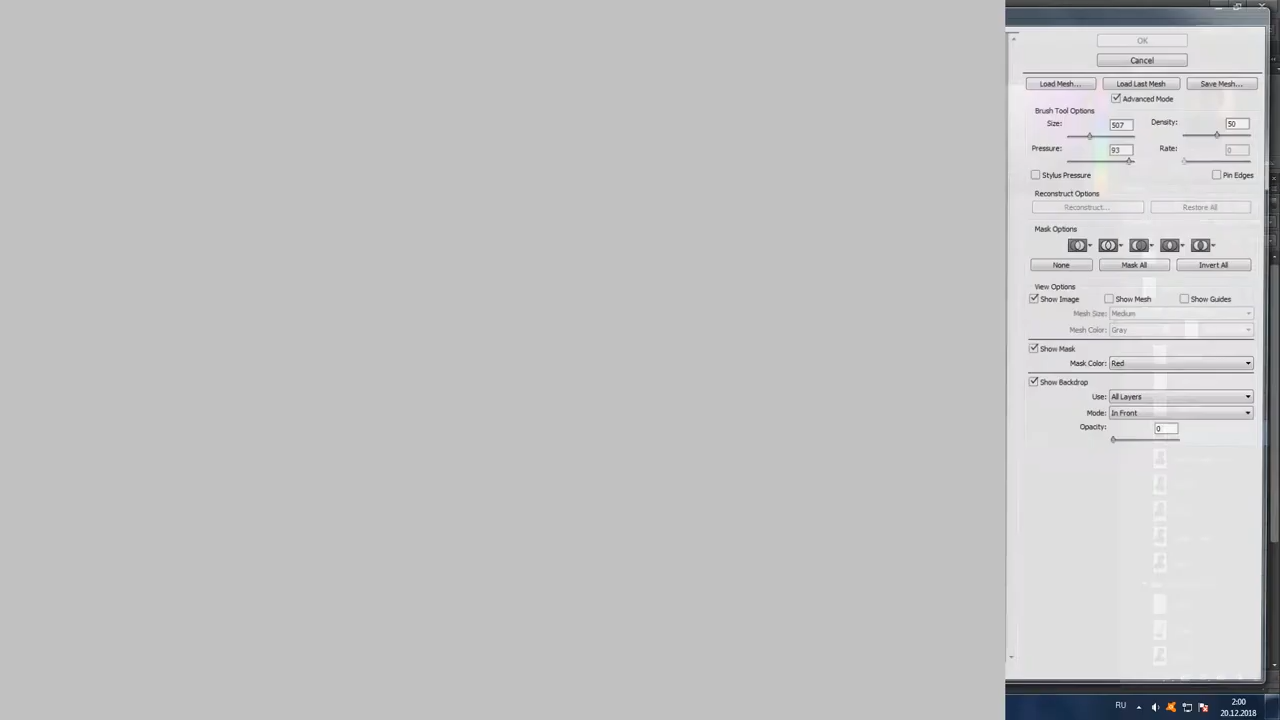 OK
Cancel
Load Mesh... Load Last Mesh Save Mesh...
Advanced Mode
Brush Tool Options
Size: 507 Density: 50
Pressure: 93 Rate: 0
Stylus Pressure Pin Edges
Reconstruct Options
Reconstruct... Restore All
Mask Options
None Mask All Invert All
View Options
Show Image Show Mesh Show Guides
Mesh Size: Medium
Mesh Color: Gray
Show Mask
Mask Color: Red
Show Backdrop
Use: All Layers
Mode: In Front
Opacity: 0
RU 2:00
20.12.2018